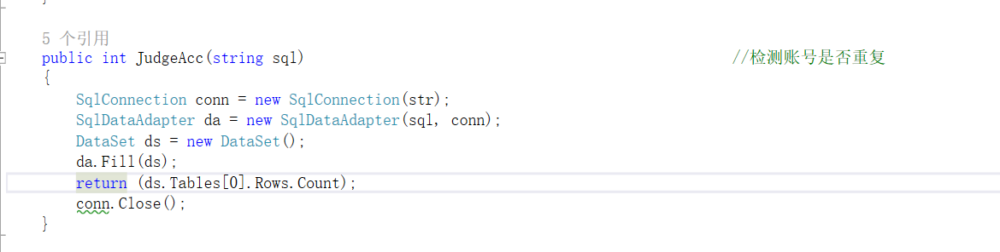 }
5 个引用
public int JudgeAcc(string sql) //检测账号是否重复
{
SqlConnection conn = new SqlConnection(str);
SqlDataAdapter da = new SqlDataAdapter(sql, conn);
DataSet ds = new DataSet();
da.Fill(ds);
return (ds.Tables[0].Rows.Count);
conn.Close();
}